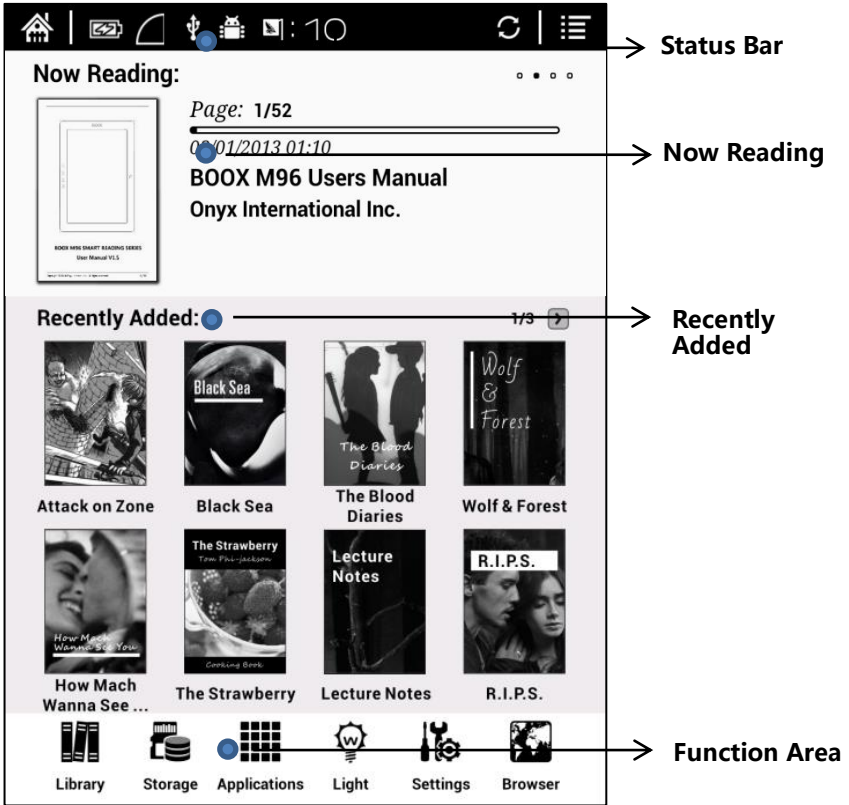 :10
Status Bar
Now Reading:
Page: 1/52
01/2013 01:10
Now Reading
BOOX M96 Users Manual
Onyx International Inc.
BOOX
BOOX M96 SMART READING SERIES
User Manual V1.5
Recently Added:
1/3
Recently
Added
Black Sea
The Blood
Diaries
Wolf
&
Forest
Attack on Zone
Black Sea
The Blood
Diaries
Wolf & Forest
How Mach
Wanna See You
The Strawberry
Tom Phi-jackson
Cooking Book
Lecture
Notes
R.I.P.S.
How Mach
Wanna See ...
The Strawberry
Lecture Notes
R.I.P.S.
W
Function Area
Library
Storage
Applications
Light
Settings
Browser